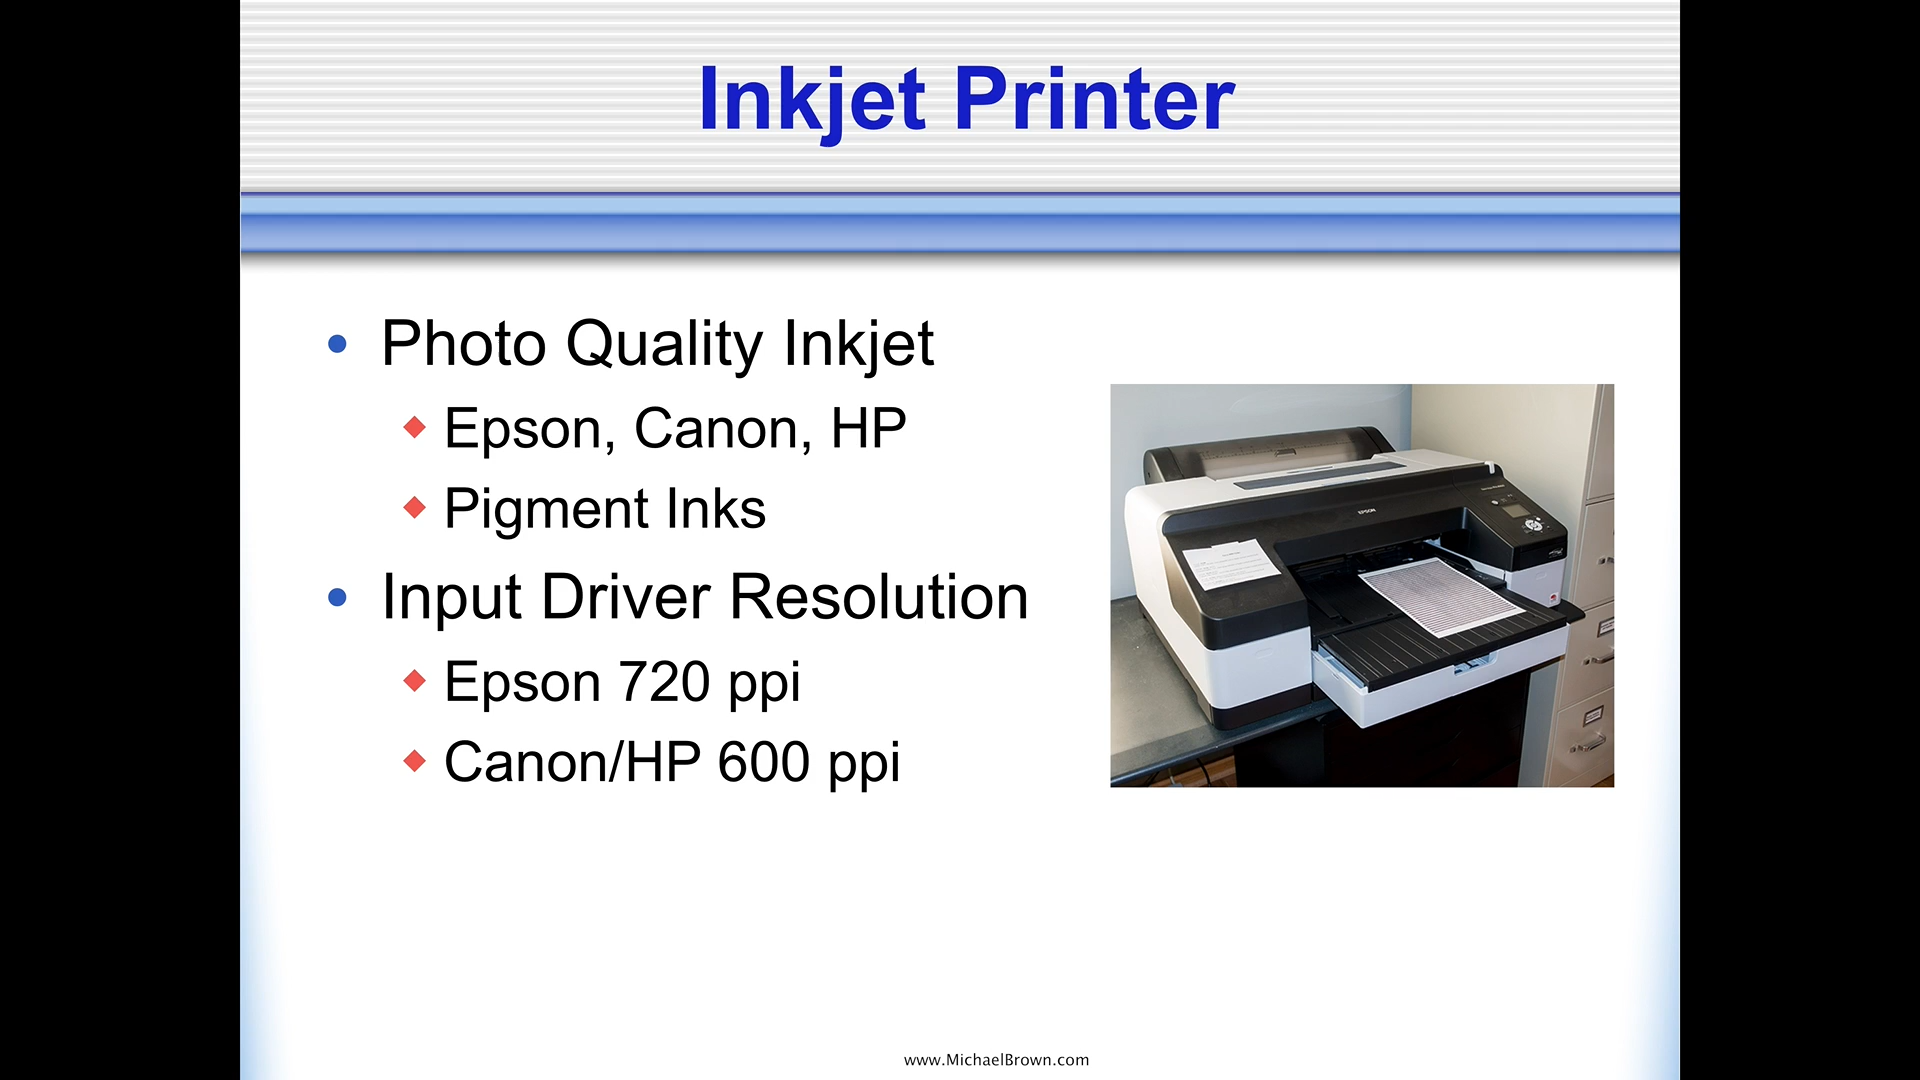 Inkjet Printer
Photo Quality Inkjet
Epson, Canon, HP
Pigment Inks
Input Driver Resolution
Epson 720 ppi
Canon/HP 600 ppi
EPSON
www.MichaelBrown.com